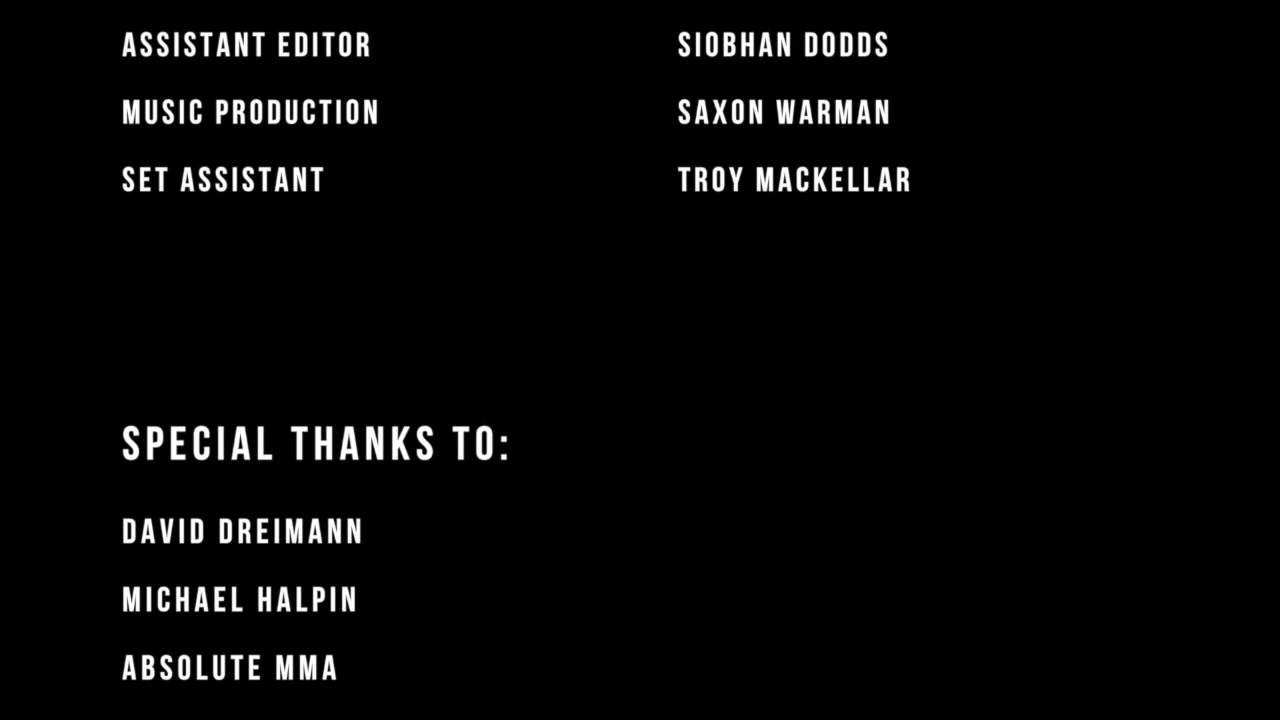 ASSISTANT EDITOR SIOBHAN DODDS
MUSIC PRODUCTION SAXON WARMAN
SET ASSISTANT TROY MACKELLAR
SPECIAL THANKS TO:
DAVID DREIMANN
MICHAEL HALPIN
ABSOLUTE MMA